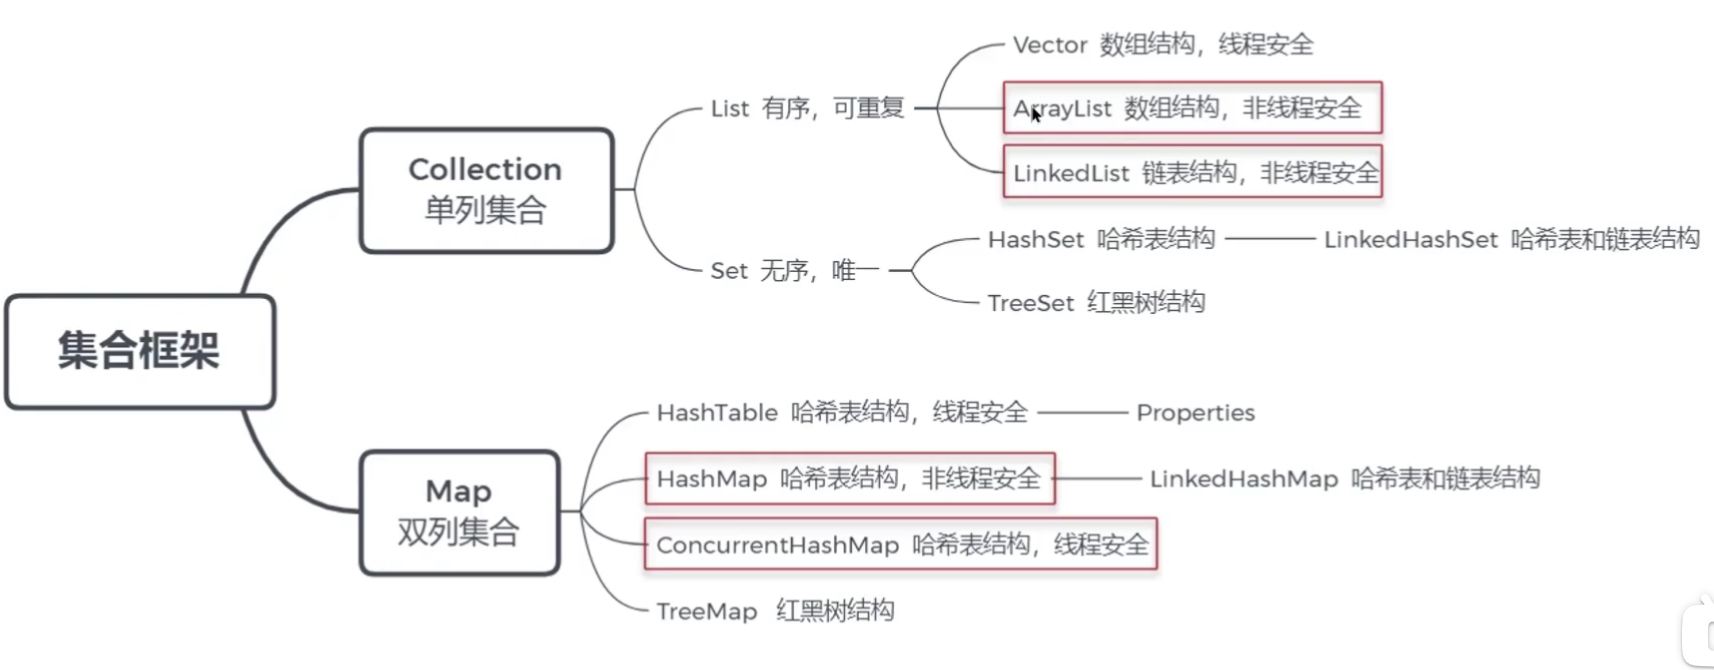 集合框架
Collection
单列集合
List 有序，可重复
Vector 数组结构，线程安全
ArrayList 数组结构，非线程安全
LinkedList 链表结构，非线程安全
Set 无序，唯一
HashSet 哈希表结构
LinkedHashSet 哈希表和链表结构
TreeSet 红黑树结构
Map
双列集合
HashTable 哈希表结构，线程安全
Properties
HashMap 哈希表结构，非线程安全
LinkedHashMap 哈希表和链表结构
ConcurrentHashMap 哈希表结构，线程安全
TreeMap 红黑树结构